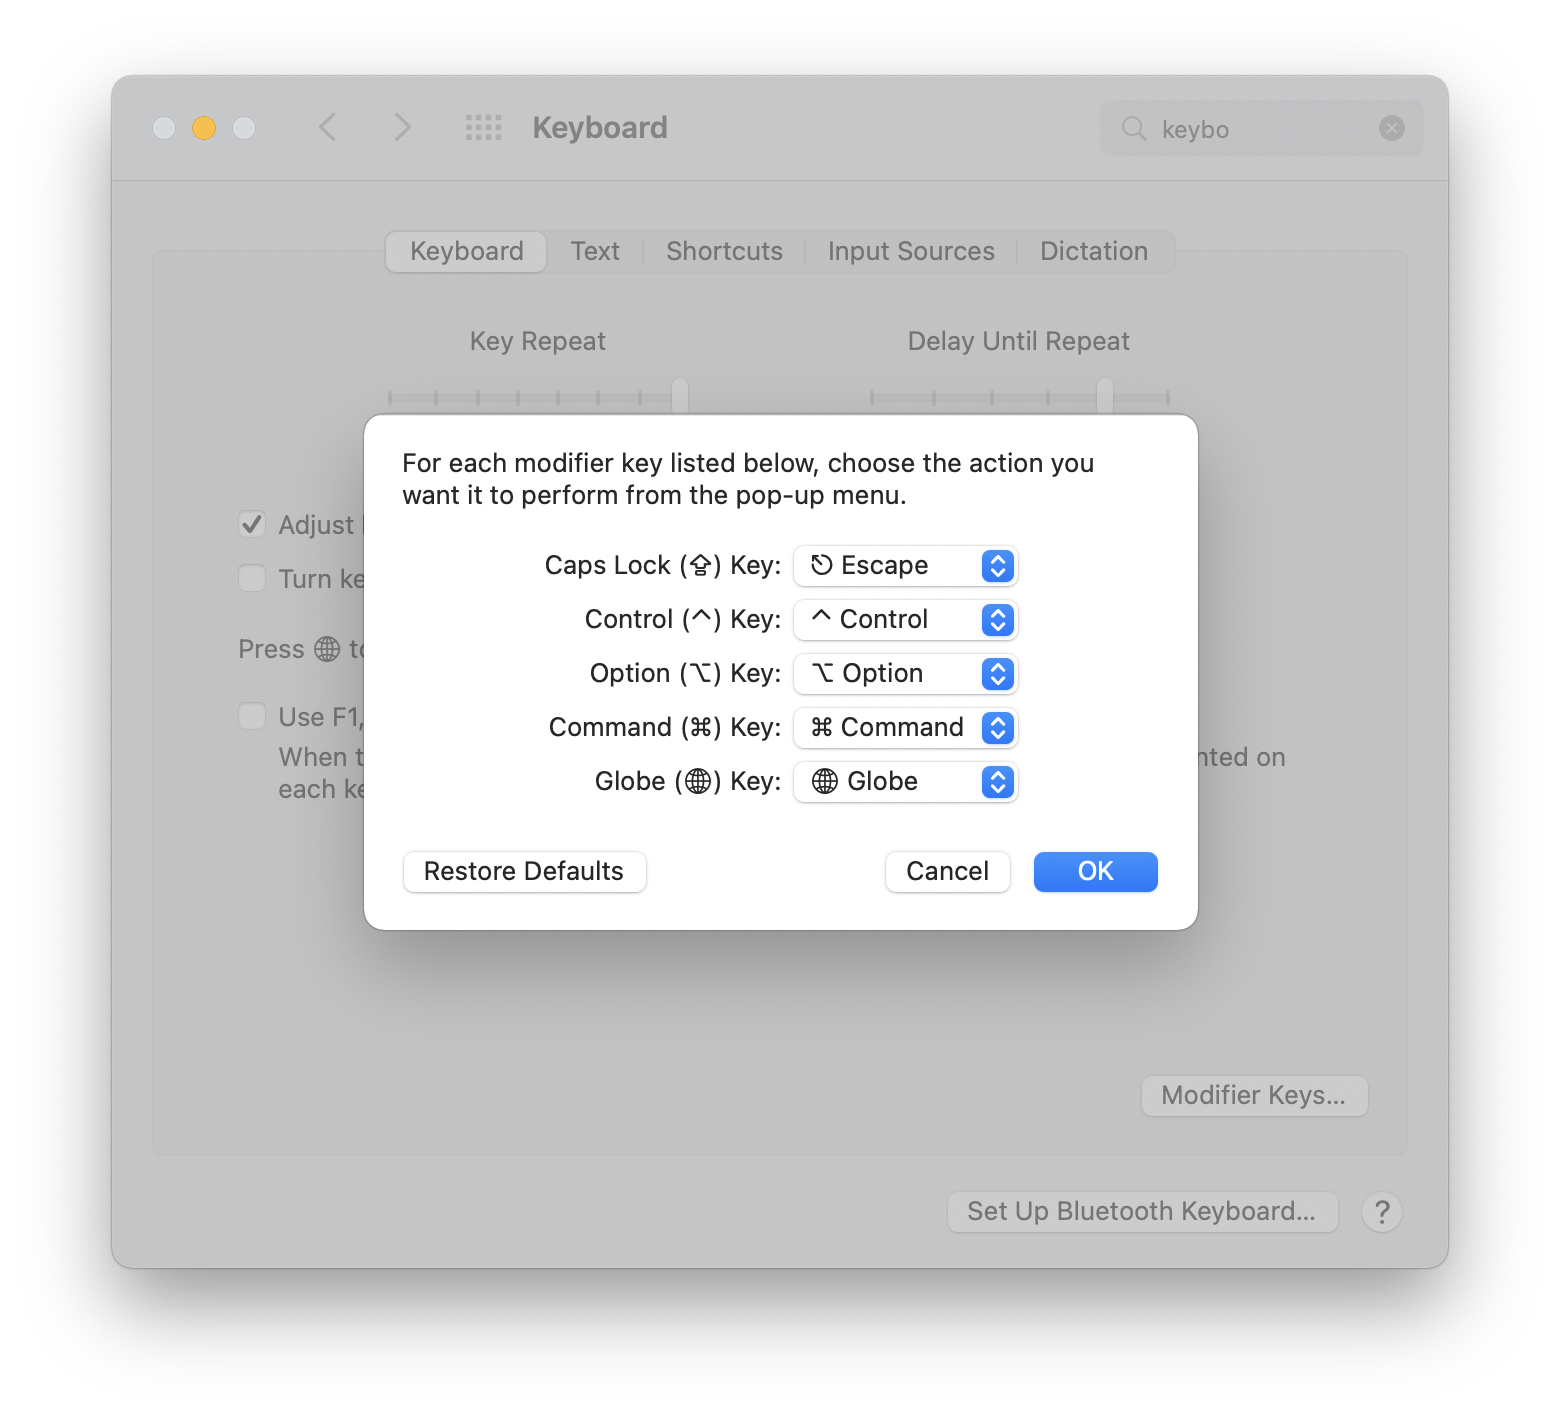 Keyboard
keybo
Keyboard Text Shortcuts Input Sources Dictation
Key Repeat Delay Until Repeat
For each modifier key listed below, choose the action you
want it to perform from the pop-up menu.
Adjust
Turn
Press 🌐
Use F1,
When
each
nted on
Caps Lock (⇪) Key: ⎋ Escape
Control (^) Key: ^ Control
Option (⌥) Key: ⌥ Option
Command (⌘) Key: ⌘ Command
Globe (🌐) Key: 🌐 Globe
Restore Defaults Cancel OK
Modifier Keys...
Set Up Bluetooth Keyboard... ?